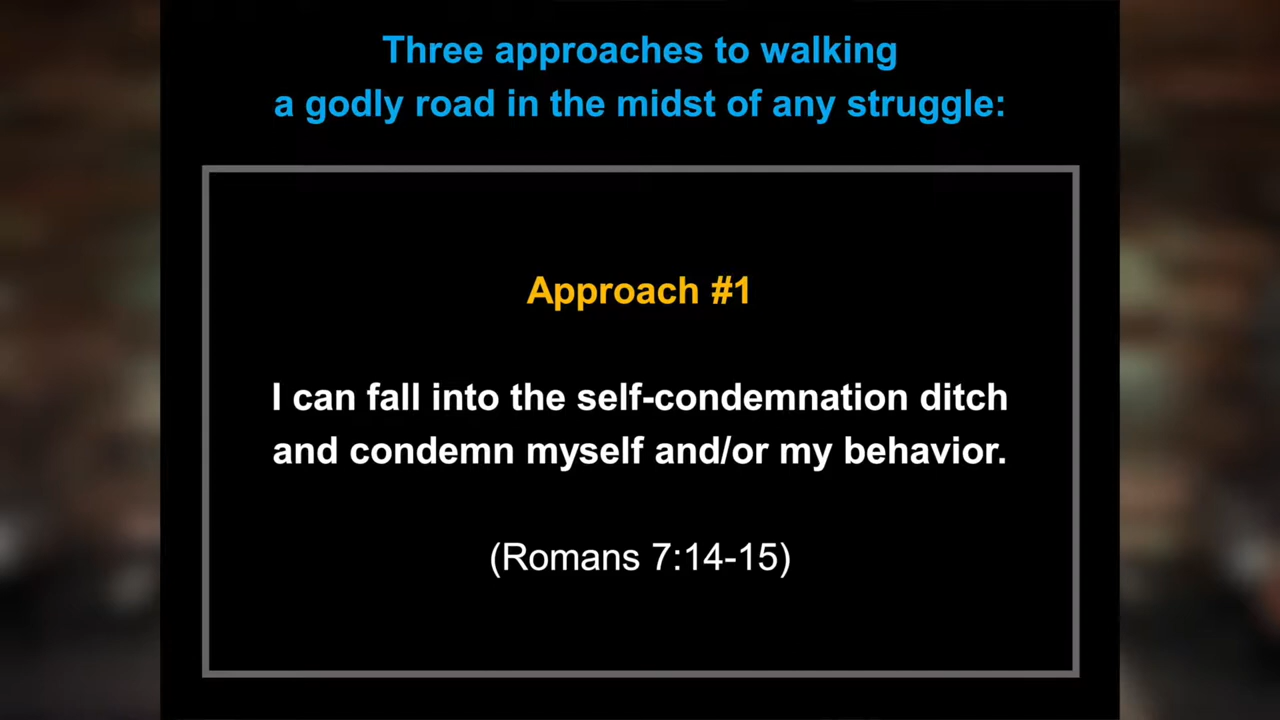 Three approaches to walking
a godly road in the midst of any struggle:
Approach #1
I can fall into the self-condemnation ditch
and condemn myself and/or my behavior.
(Romans 7:14-15)